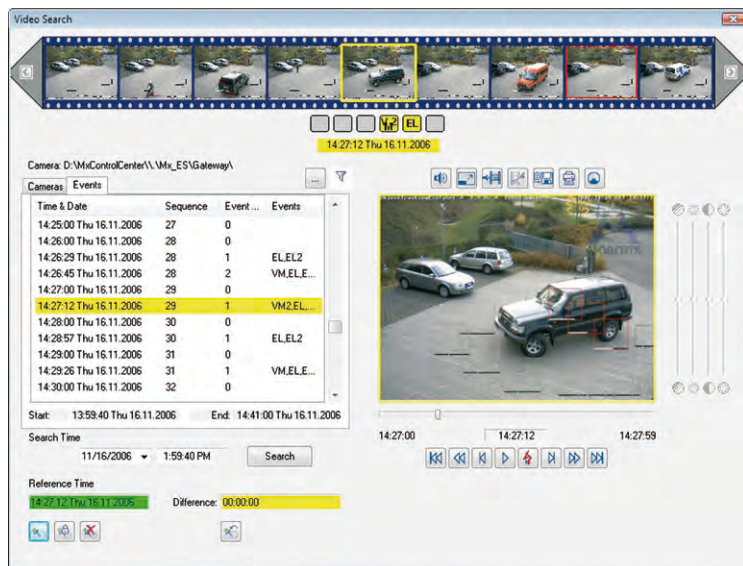 Video Search
VM2 EL
14:27:12 Thu 16.11.2006
Camera: D:\MxControlCenter\\.\Mx_ES\Gateway\
...
Cameras Events
Time & Date Sequence Event ... Events
14:25:00 Thu 16.11.2006 27 0
14:26:00 Thu 16.11.2006 28 0
14:26:29 Thu 16.11.2006 28 1 EL,EL2
14:26:45 Thu 16.11.2006 28 2 VM,EL,E...
14:27:00 Thu 16.11.2006 29 0
14:27:12 Thu 16.11.2006 29 1 VM2,EL,...
14:28:00 Thu 16.11.2006 30 0
14:28:57 Thu 16.11.2006 30 1 EL,EL2
14:29:00 Thu 16.11.2006 31 0
14:29:26 Thu 16.11.2006 31 1 VM,EL,E...
14:30:00 Thu 16.11.2006 32 0
Start: 13:59:40 Thu 16.11.2006 End: 14:41:00 Thu 16.11.2006
14:27:00 14:27:12 14:27:59
Search Time
11/16/2006 1:59:40 PM Search
Reference Time
14:27:12 Thu 16.11.2006 Difference: 00:00:00